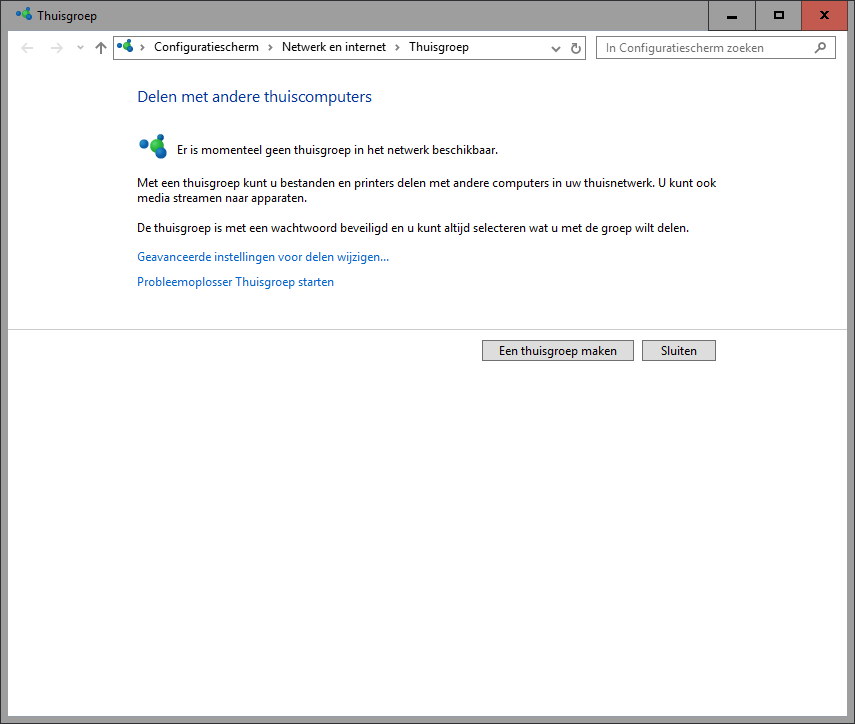 Thuisgroep
Configuratiescherm Netwerk en internet Thuisgroep
In Configuratiescherm zoeken
Delen met andere thuiscomputers
Er is momenteel geen thuisgroep in het netwerk beschikbaar.
Met een thuisgroep kunt u bestanden en printers delen met andere computers in uw thuisnetwerk. U kunt ook
media streamen naar apparaten.
De thuisgroep is met een wachtwoord beveiligd en u kunt altijd selecteren wat u met de groep wilt delen.
Geavanceerde instellingen voor delen wijzigen...
Probleemoplosser Thuisgroep starten
Een thuisgroep maken
Sluiten